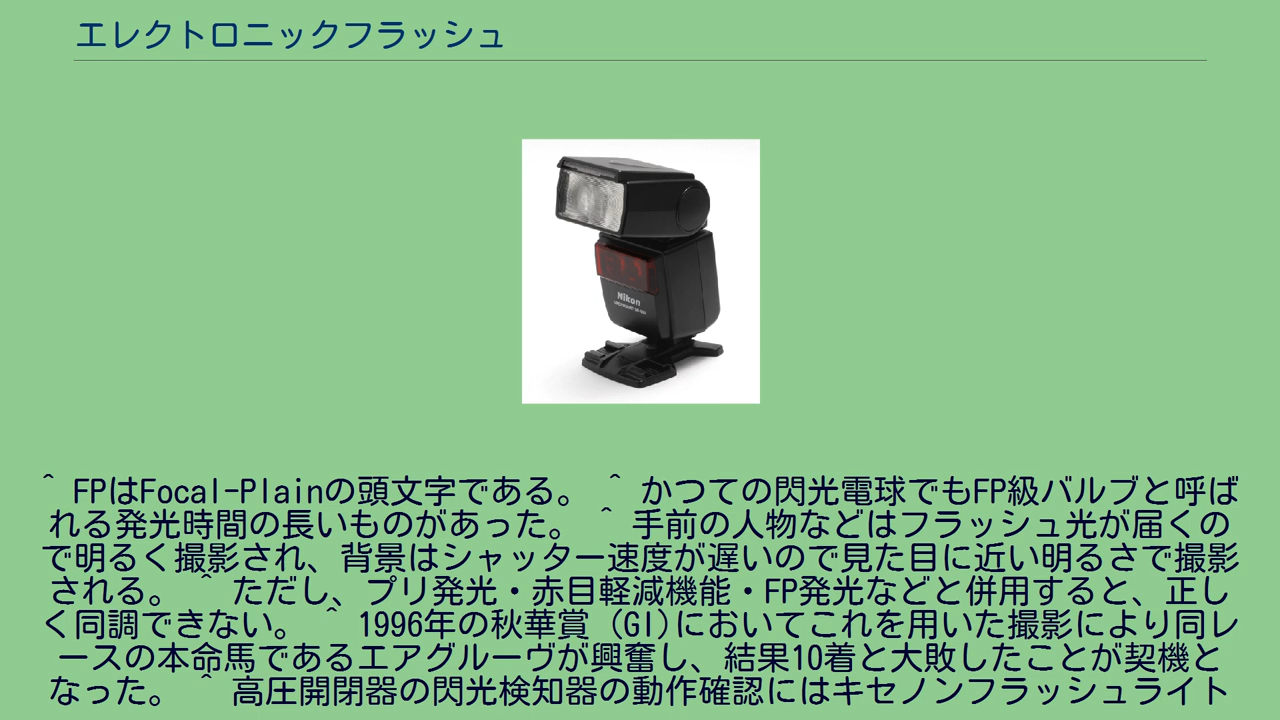 エレクトロニックフラッシュ
Nikon
^ FPはFocal-Plainの頭文字である。 ^ かつての閃光電球でもFP級バルブと呼ば
れる発光時間の長いものがあった。 ^ 手前の人物などはフラッシュ光が届くの
で明るく撮影され、背景はシャッター速度が遅いので見た目に近い明るさで撮影
される。 ^ ただし、プリ発光・赤目軽減機能・FP発光などと併用すると、正し
く同調できない。 ^ 1996年の秋華賞（GI)においてこれを用いた撮影により同レ
ースの本命馬であるエアグルーヴが興奮し、結果10着と大敗したことが契機と
なった。 ^ 高圧開閉器の閃光検知器の動作確認にはキセノンフラッシュライト